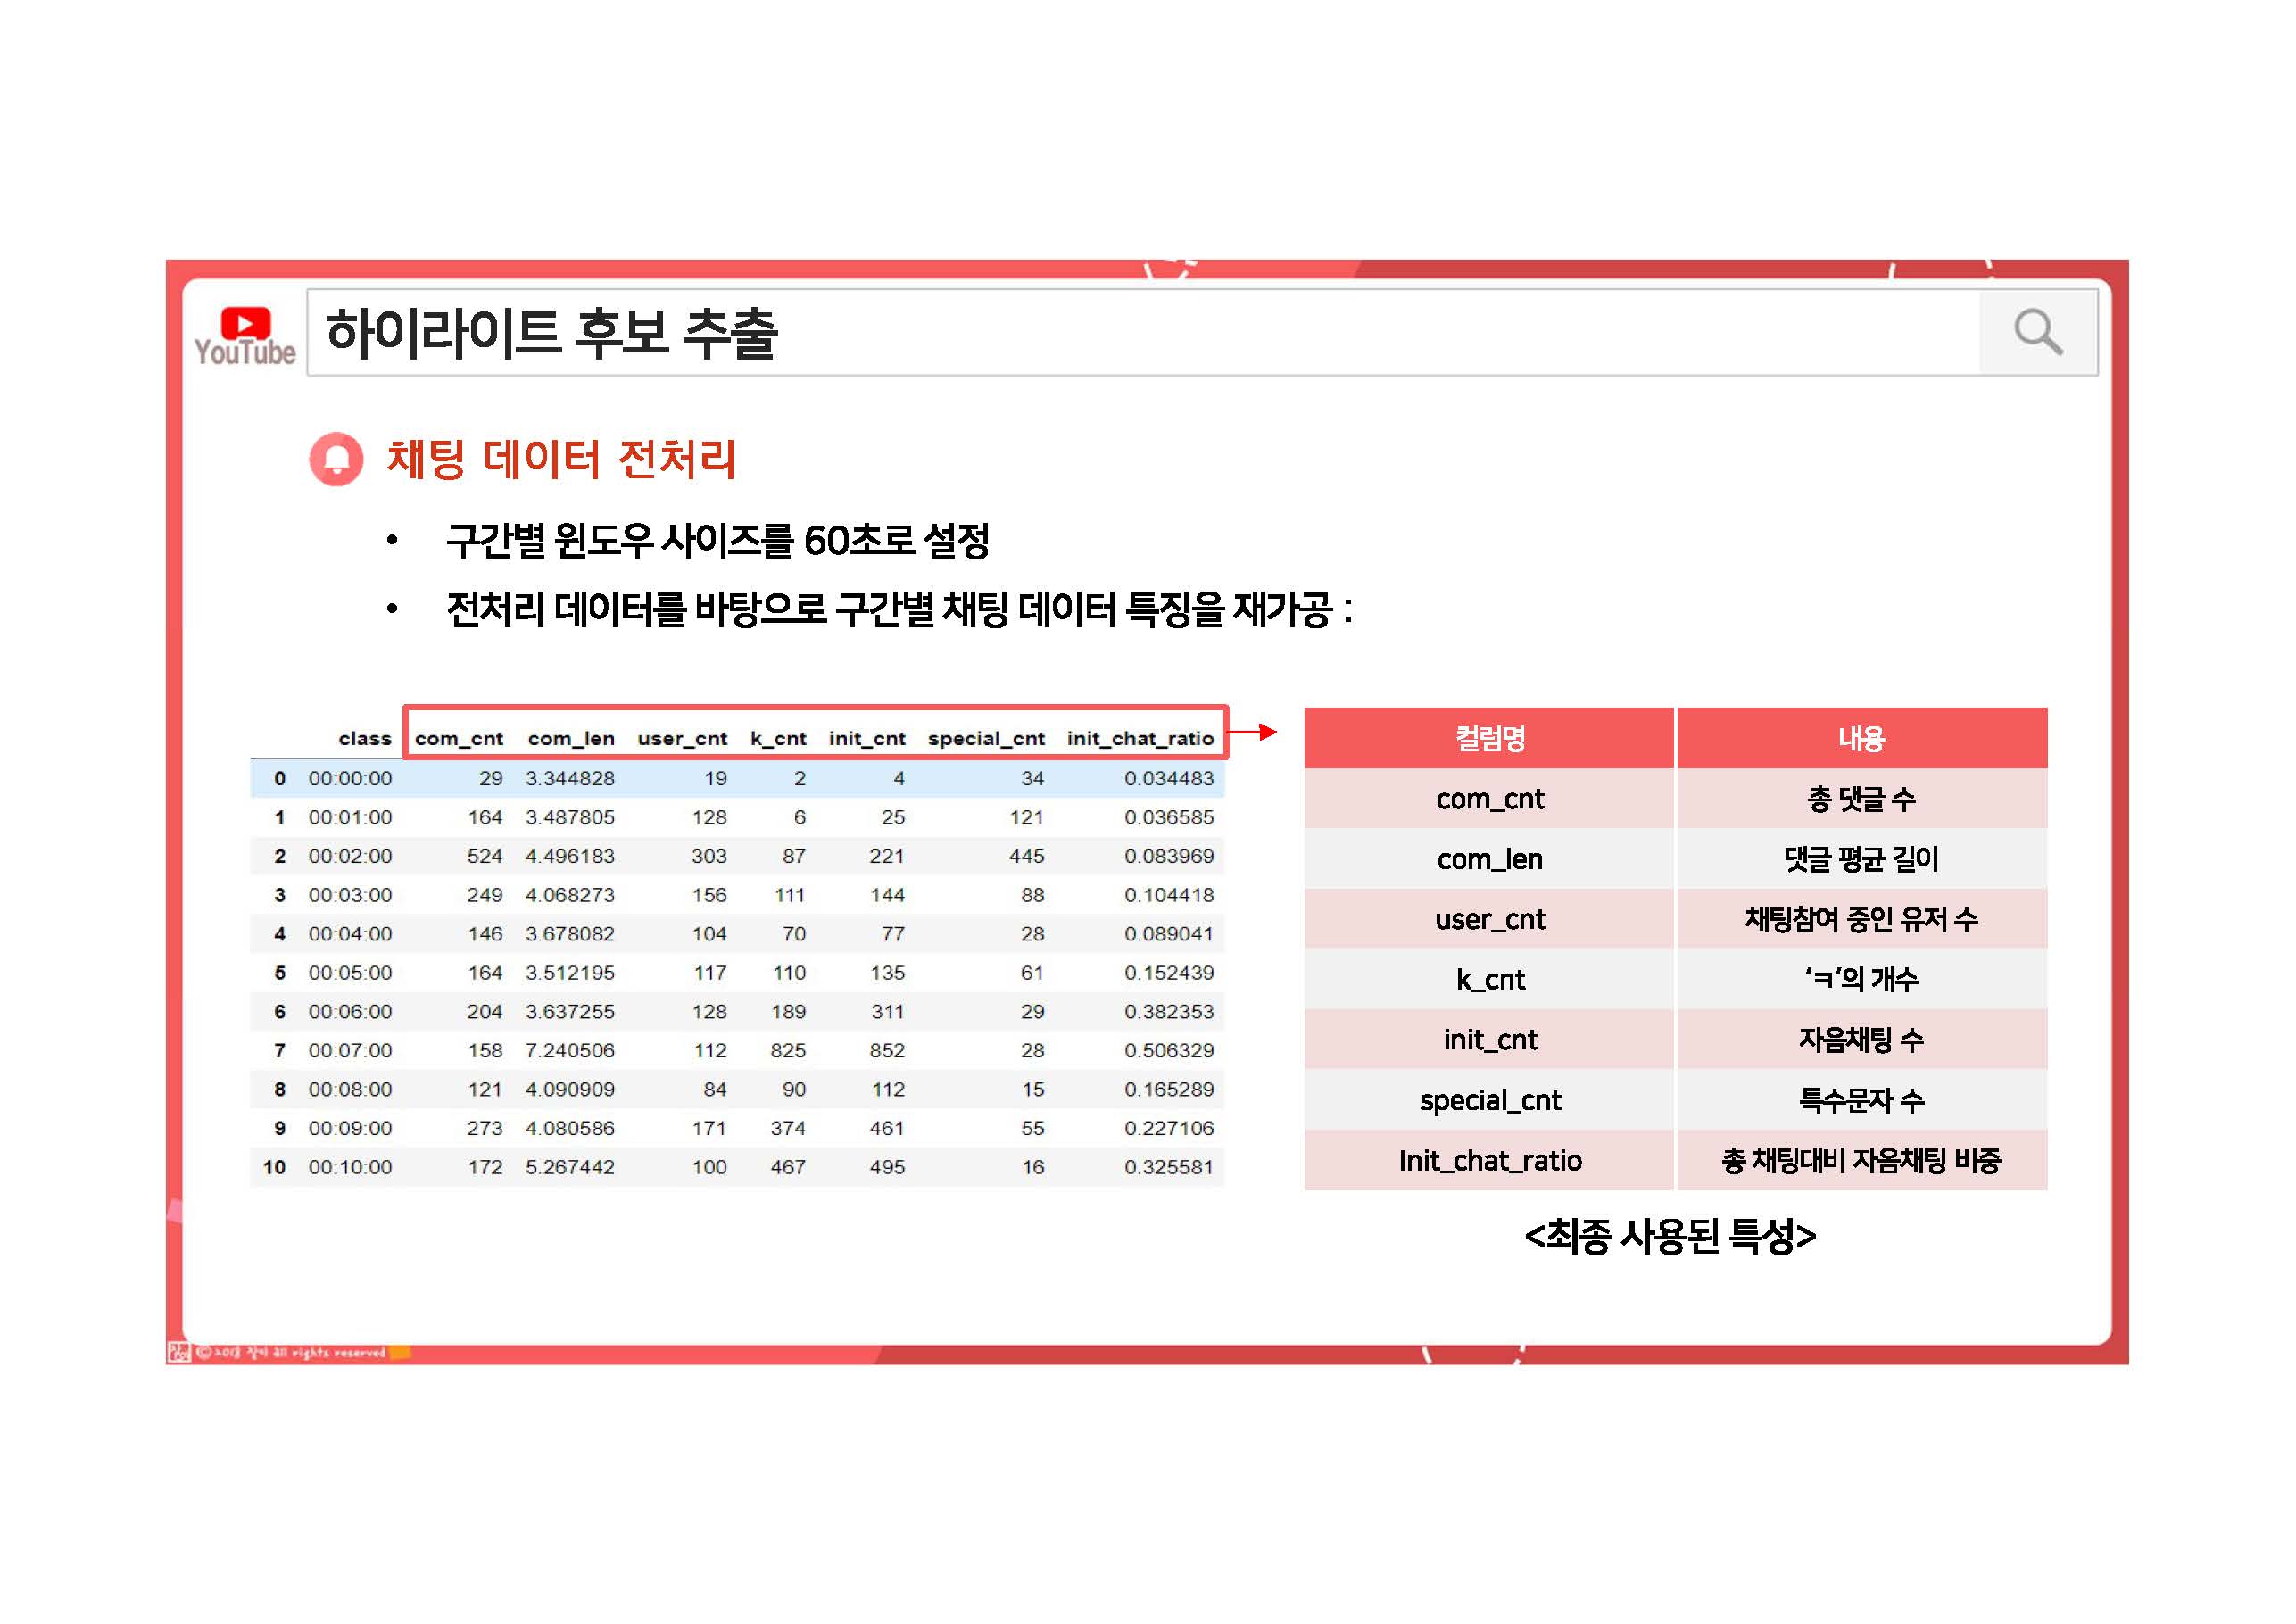 YouTube
하이라이트 후보 추출
채팅 데이터 전처리
• 구간별 윈도우 사이즈를 60초로 설정
• 전처리 데이터를 바탕으로 구간별 채팅 데이터 특징을 재가공 :
class com_cnt com_len user_cnt k_cnt init_cnt special_cnt init_chat_ratio
0 00:00:00 29 3.344828 19 2 4 34 0.034483
1 00:01:00 164 3.487805 128 6 25 121 0.036585
2 00:02:00 524 4.496183 303 87 221 445 0.083969
3 00:03:00 249 4.068273 156 111 144 88 0.104418
4 00:04:00 146 3.678082 104 70 77 28 0.089041
5 00:05:00 164 3.512195 117 110 135 61 0.152439
6 00:06:00 204 3.637255 128 189 311 29 0.382353
7 00:07:00 158 7.240506 112 825 852 28 0.506329
8 00:08:00 121 4.090909 84 90 112 15 0.165289
9 00:09:00 273 4.080586 171 374 461 55 0.227106
10 00:10:00 172 5.267442 100 467 495 16 0.325581
컬럼명 내용
com_cnt 총 댓글 수
com_len 댓글 평균 길이
user_cnt 채팅참여 중인 유저 수
k_cnt ‘ㅋ’의 개수
init_cnt 자음채팅 수
special_cnt 특수문자 수
Init_chat_ratio 총 채팅대비 자음채팅 비중
<최종 사용된 특성>
all rights reserved